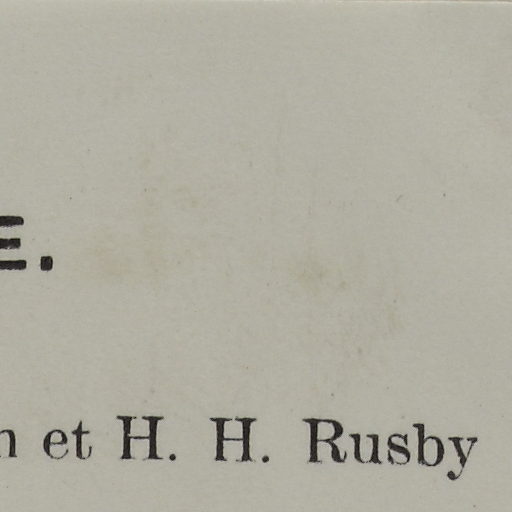 E.
n et H. H. Rusby